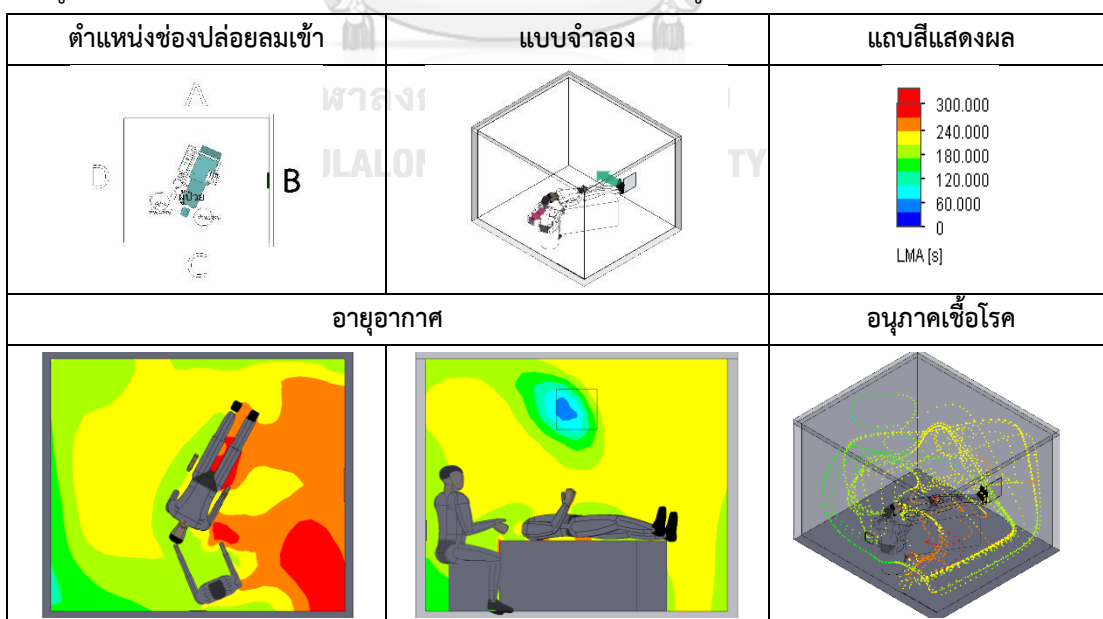 ตำแหน่งช่องปล่อยลมเข้า
แบบจำลอง
แถบสีแสดงผล
A
D
B
C
ผู้ป่วย
300.000
240.000
180.000
120.000
60.000
0
LMA [s]
อายุอากาศ
อนุภาคเชื้อโรค